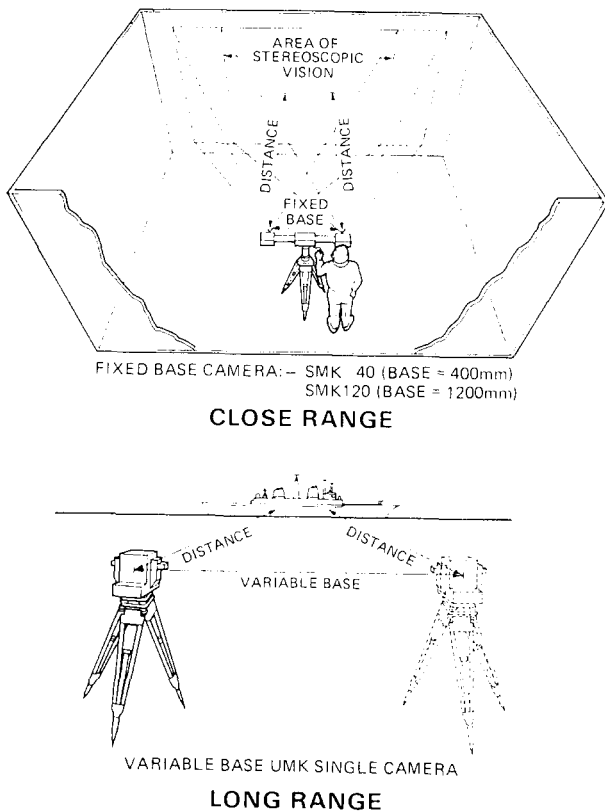 AREA OF
STEREOSCOPIC
VISION
DISTANCE
DISTANCE
FIXED
BASE
FIXED BASE CAMERA:– SMK 40 (BASE = 400mm)
SMK120 (BASE = 1200mm)
CLOSE RANGE
DISTANCE
DISTANCE
VARIABLE BASE
VARIABLE BASE UMK SINGLE CAMERA
LONG RANGE